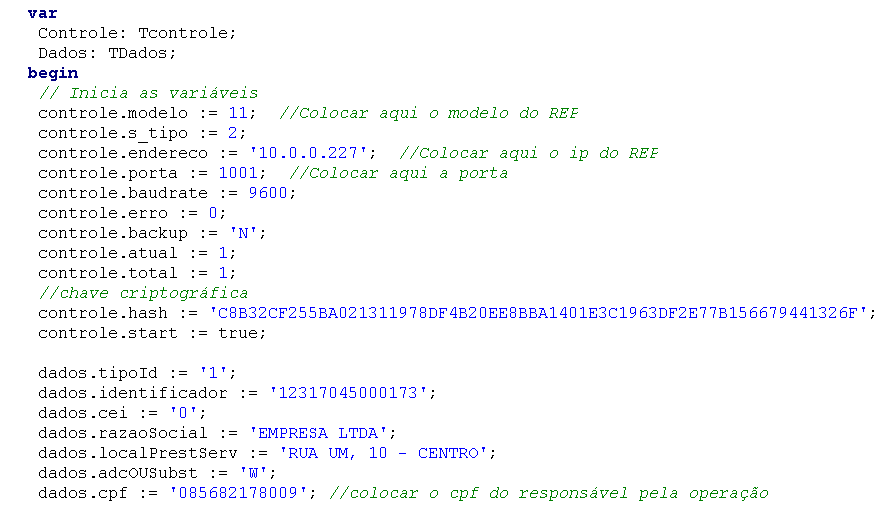 var
Controle: Tcontrole;
Dados: TDados;
begin
// Inicia as variáveis
controle.modelo := 11; //Colocar aqui o modelo do REP
controle.s_tipo := 2;
controle.endereco := '10.0.0.227'; //Colocar aqui o ip do REP
controle.porta := 1001; //Colocar aqui a porta
controle.baudrate := 9600;
controle.erro := 0;
controle.backup := 'N';
controle.atual := 1;
controle.total := 1;
//chave criptográfica
controle.hash := 'C8B32CF255BA021311978DF4B20EE8BBA1401E3C1963DF2E77B156679441326F';
controle.start := true;
dados.tipoId := '1';
dados.identificador := '12317045000173';
dados.cei := '0';
dados.razaoSocial := 'EMPRESA LTDA';
dados.localPrestServ := 'RUA UM, 10 - CENTRO';
dados.adcOUSubst := 'W';
dados.cpf := '085682178009'; //colocar o cpf do responsável pela operação